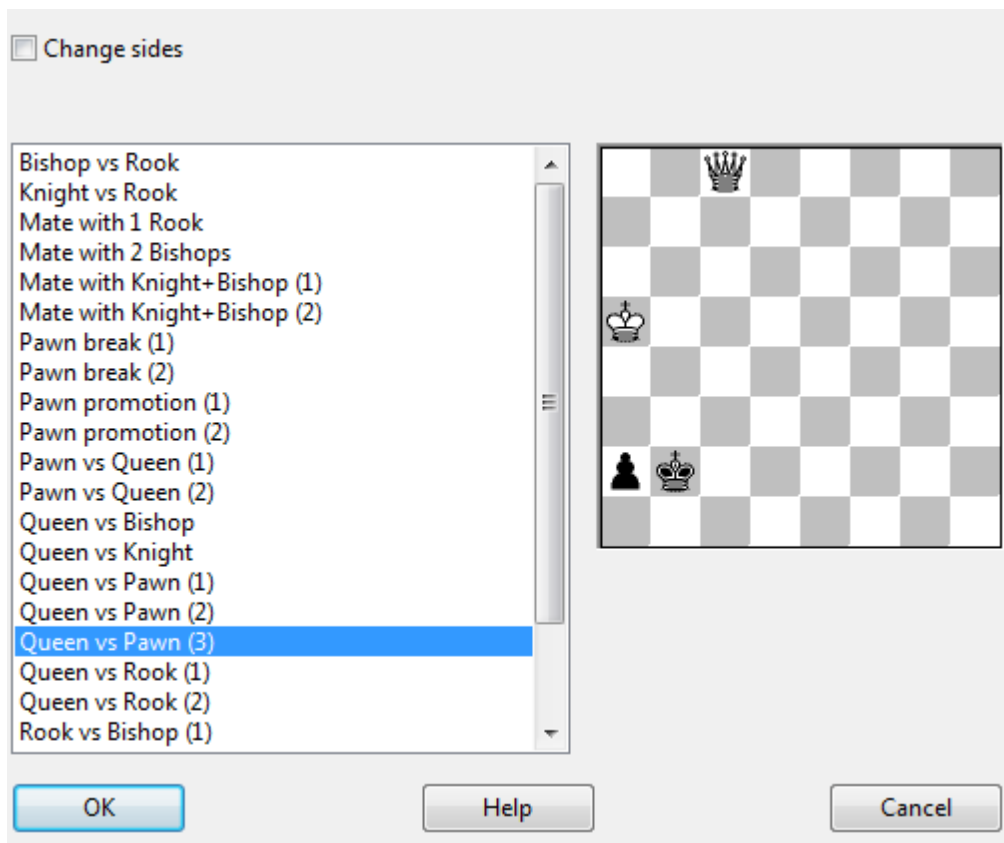 Change sides
Bishop vs Rook
Knight vs Rook
Mate with 1 Rook
Mate with 2 Bishops
Mate with Knight+Bishop (1)
Mate with Knight+Bishop (2)
Pawn break (1)
Pawn break (2)
Pawn promotion (1)
Pawn promotion (2)
Pawn vs Queen (1)
Pawn vs Queen (2)
Queen vs Bishop
Queen vs Knight
Queen vs Pawn (1)
Queen vs Pawn (2)
Queen vs Pawn (3)
Queen vs Rook (1)
Queen vs Rook (2)
Rook vs Bishop (1)
OK Help Cancel